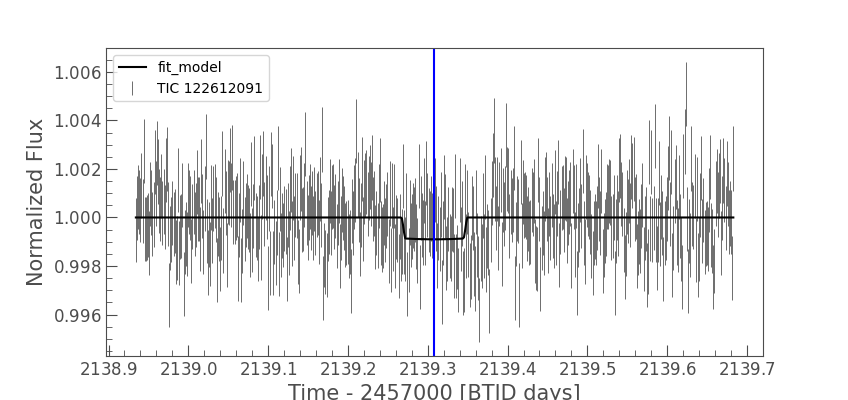 fit_model
TIC 122612091
1.006
1.004
1.002
1.000
0.998
0.996
Normalized Flux
2138.9 2139.0 2139.1 2139.2 2139.3 2139.4 2139.5 2139.6 2139.7
Time - 2457000 [BTJD days]